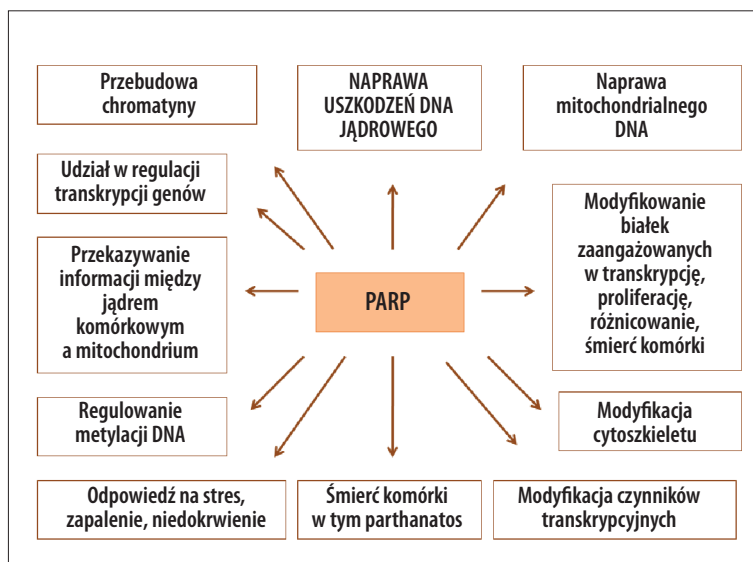 Przebudowa
chromatyny
NAPRAWA
USZKODZEŃ DNA
JĄDROWEGO
Naprawa
mitochondrialnego
DNA
Udział w regulacji
transkrypcji genów
Modyfikowanie
białek
zaangażowanych
w transkrypcję,
proliferację,
różnicowanie,
śmierć komórki
Przekazywanie
informacji między
jądrem
komórkowym
a mitochondrium
PARP
Regulowanie
metylacji DNA
Modyfikacja
cytoszkieletu
Odpowiedź na stres,
zapalenie, niedokrwienie
Śmierć komórki
w tym parthanatos
Modyfikacja czynników
transkrypcyjnych